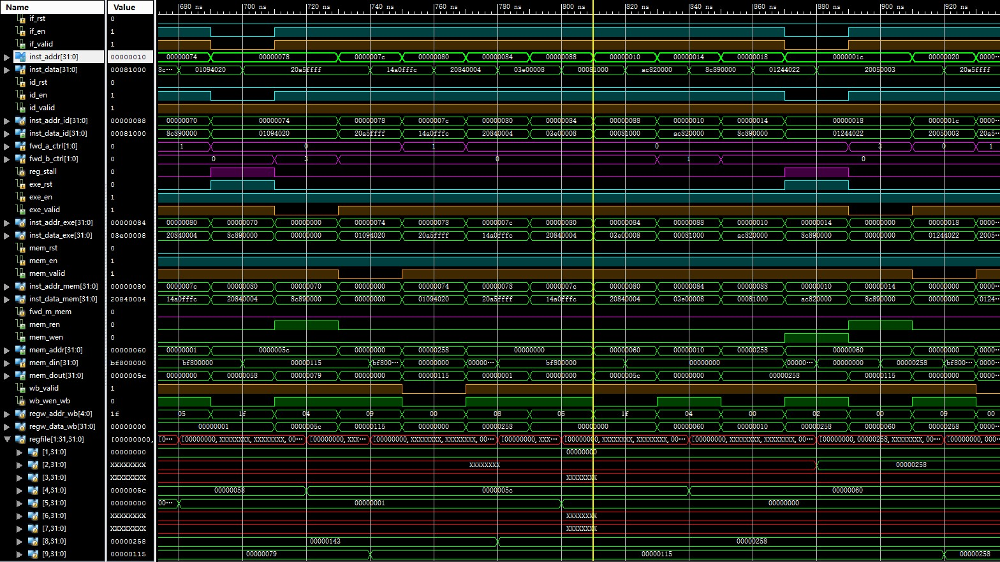 Name Value 680 ns 700 ns 720 ns 740 ns 760 ns 780 ns 800 ns 820 ns 840 ns 860 ns 880 ns 900 ns 920 ns
if_rst 0
if_en 1
if_valid 1
inst_addr[31:0] 00000010 00000074 00000078 0000007c 00000080 00000084 00000088 00000010 00000014 00000018 0000001c 00000020 0000···
inst_data[31:0] 00081000 8c··· 01094020 20a5ffff 14a0fffc 20840004 03e00008 00081000 ac820000 8c890000 01244022 20050003 20a5ffff
id_rst 0
id_en 1
id_valid 1
inst_addr_id[31:0] 00000088 00000070 00000074 00000078 0000007c 00000080 00000084 00000088 00000010 00000014 00000018 0000001c 0000···
inst_data_id[31:0] 00081000 8c890000 01094020 20a5ffff 14a0fffc 20840004 03e00008 00081000 ac820000 8c890000 01244022 20050003 20a5···
fwd_a_ctrl[1:0] 0 1 0 1 0 3 0 1
fwd_b_ctrl[1:0] 0 0 3 0 1 0
reg_stall 0
exe_rst 0
exe_en 1
exe_valid 1
inst_addr_exe[31:0] 00000084 00000080 00000070 00000000 00000074 00000078 0000007c 00000080 00000084 00000088 00000010 00000014 00000000 00000018 0000···
inst_data_exe[31:0] 03e00008 20840004 8c890000 00000000 01094020 20a5ffff 14a0fffc 20840004 03e00008 00081000 ac820000 8c890000 00000000 01244022 2005···
mem_rst 0
mem_en 1
mem_valid 1
inst_addr_mem[31:0] 00000080 0000007c 00000080 00000070 00000000 00000074 00000078 0000007c 00000080 00000084 00000088 00000010 00000014 00000000 0000···
inst_data_mem[31:0] 20840004 14a0fffc 20840004 8c890000 00000000 01094020 20a5ffff 14a0fffc 20840004 03e00008 00081000 ac820000 8c890000 00000000 0124···
fwd_m_mem 0
mem_ren 0
mem_wen 0
mem_addr[31:0] 00000060 00000001 0000005c 00000000 00000258 00000000 00000060 00000010 00000258 00000060 00000000 0000···
mem_din[31:0] bf800000 bf800000 00000115 bf800··· 00000000 00000··· bf800000 00000000 00000··· 00000000 00000258 bf800··· 0000···
mem_dout[31:0] 0000005c 00000000 00000058 00000079 00000000 00000115 00000001 00000000 0000005c 00000000 00000258 00000115 00000000 0000···
wb_valid 1
wb_wen_wb 0
regw_addr_wb[4:0] 1f 05 1f 04 09 00 08 05 1f 04 00 02 00 09 00
regw_data_wb[31:0] 00000000 00000001 0000005c 00000115 00000000 00000258 00000000 00000060 00000010 00000258 00000060 00000258 0000···
regfile[1:31,31:0] [00000000, [0··· [00000000,XXXXXXXX,XXXXXXXX,00··· [00000000,XXX··· [00000000,XXXXXXXX,XXXXXXXX,00··· [00000000,XXX··· [00000000,XXXXXXXX,XXXXXXXX,00··· [00000000,XXXXXXXX,XXXXXXXX,00··· [00000000,00000258,XXXXXXXX,00··· [00000000,000···
[1,31:0] 00000000 00000000
[2,31:0] XXXXXXXX XXXXXXXX 00000258
[3,31:0] XXXXXXXX XXXXXXXX
[4,31:0] 0000005c 00000058 0000005c 00000060
[5,31:0] 00000000 00··· 00000001 00000000
[6,31:0] XXXXXXXX XXXXXXXX
[7,31:0] XXXXXXXX XXXXXXXX
[8,31:0] 00000258 00000143 00000258
[9,31:0] 00000115 00000079 00000115 00000258